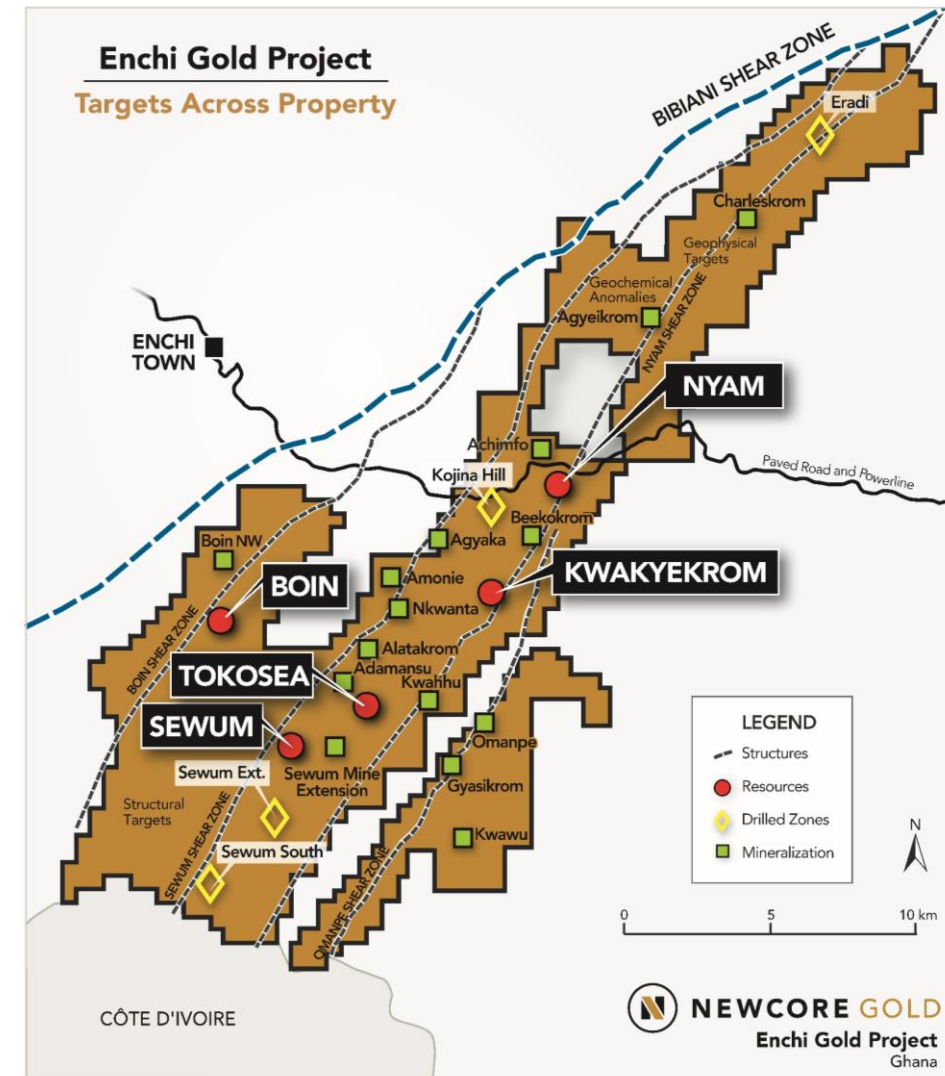 Enchi Gold Project
Targets Across Property
BIBIANI SHEAR ZONE
Eradi
Charleskrom
Geophysical
Targets
Geochemical
Anomalies
Agyeikrom
NYAM SHEAR ZONE
ENCHI
TOWN
NYAM
Achimfo
Paved Road and Powerline
Kojina Hill
Beekokrom
Boin NW
Agyaka
BOIN
Amonie
KWAKYEKROM
Nkwanta
BOIN SHEAR ZONE
Alatakrom
TOKOSEA
Adamansu
Kwahhu
SEWUM
Omanpe
Sewum Ext.
Sewum Mine
Extension
Gyasikrom
Structural
Targets
Kwawu
SEWUM SHEAR ZONE
Sewum South
OMANPE SHEAR ZONE
LEGEND
Structures
Resources
Drilled Zones
Mineralization
N
0 5 10 km
CÔTE D'IVOIRE
N NEWCORE GOLD
Enchi Gold Project
Ghana